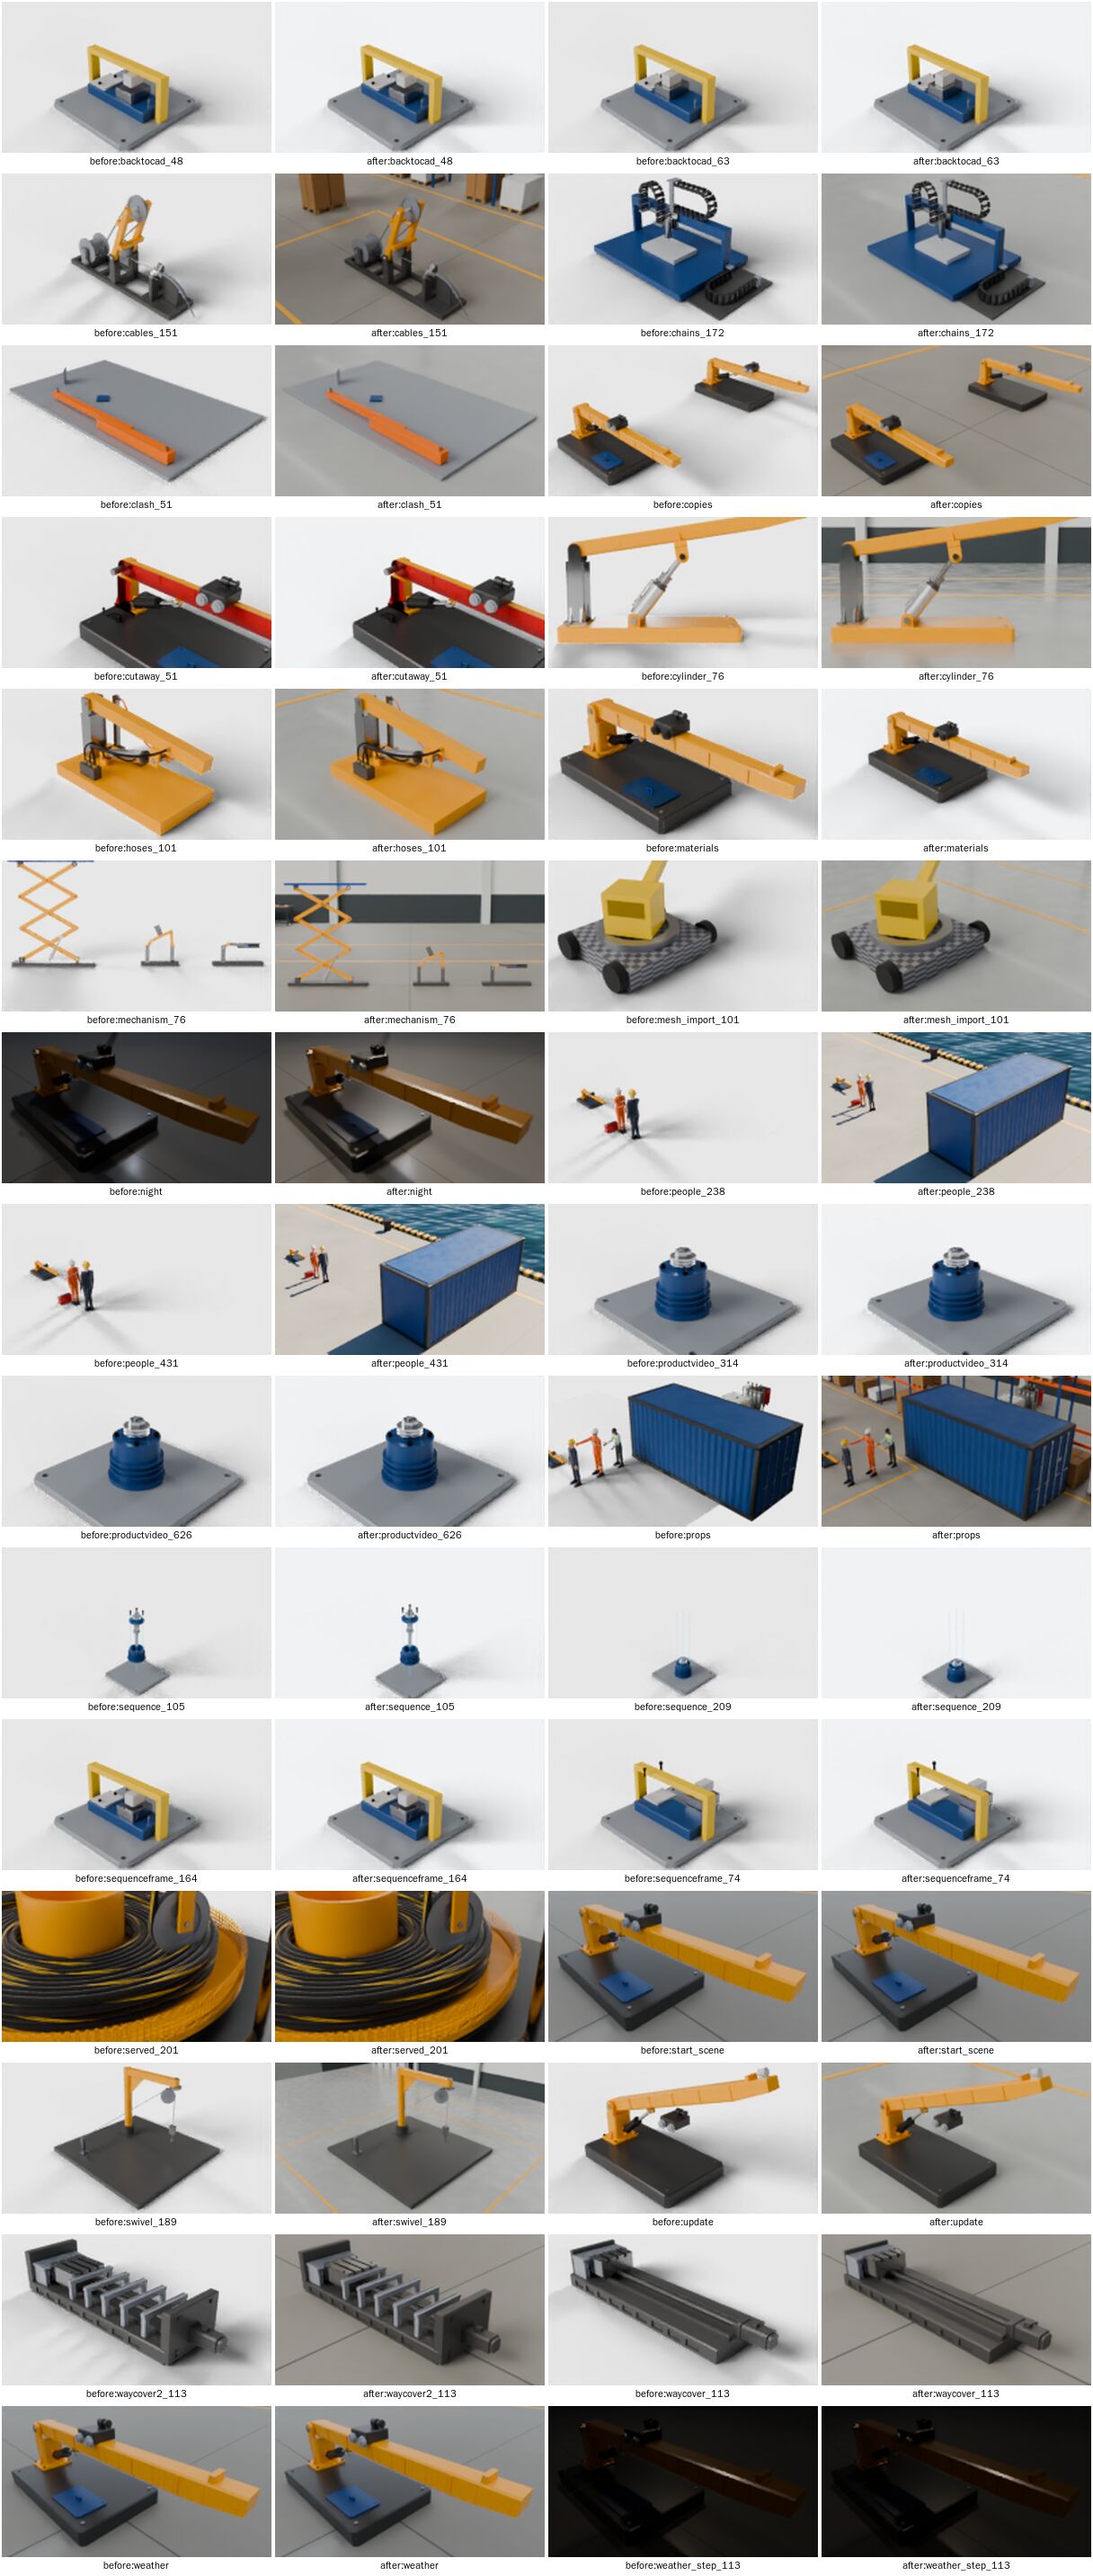 before:backtocad_48
after:backtocad_48
before:backtocad_63
after:backtocad_63
before:cables_151
after:cables_151
before:chains_172
after:chains_172
before:clash_51
after:clash_51
before:copies
after:copies
before:cutaway_51
after:cutaway_51
before:cylinder_76
after:cylinder_76
before:hoses_101
after:hoses_101
before:materials
after:materials
before:mechanism_76
after:mechanism_76
before:mesh_import_101
after:mesh_import_101
before:night
after:night
before:people_238
after:people_238
before:people_431
after:people_431
before:productvideo_314
after:productvideo_314
before:productvideo_626
after:productvideo_626
before:props
after:props
before:sequence_105
after:sequence_105
before:sequence_209
after:sequence_209
before:sequenceframe_164
after:sequenceframe_164
before:sequenceframe_74
after:sequenceframe_74
before:served_201
after:served_201
before:start_scene
after:start_scene
before:swivel_189
after:swivel_189
before:update
after:update
before:waycover2_113
after:waycover2_113
before:waycover_113
after:waycover_113
before:weather
after:weather
before:weather_step_113
after:weather_step_113